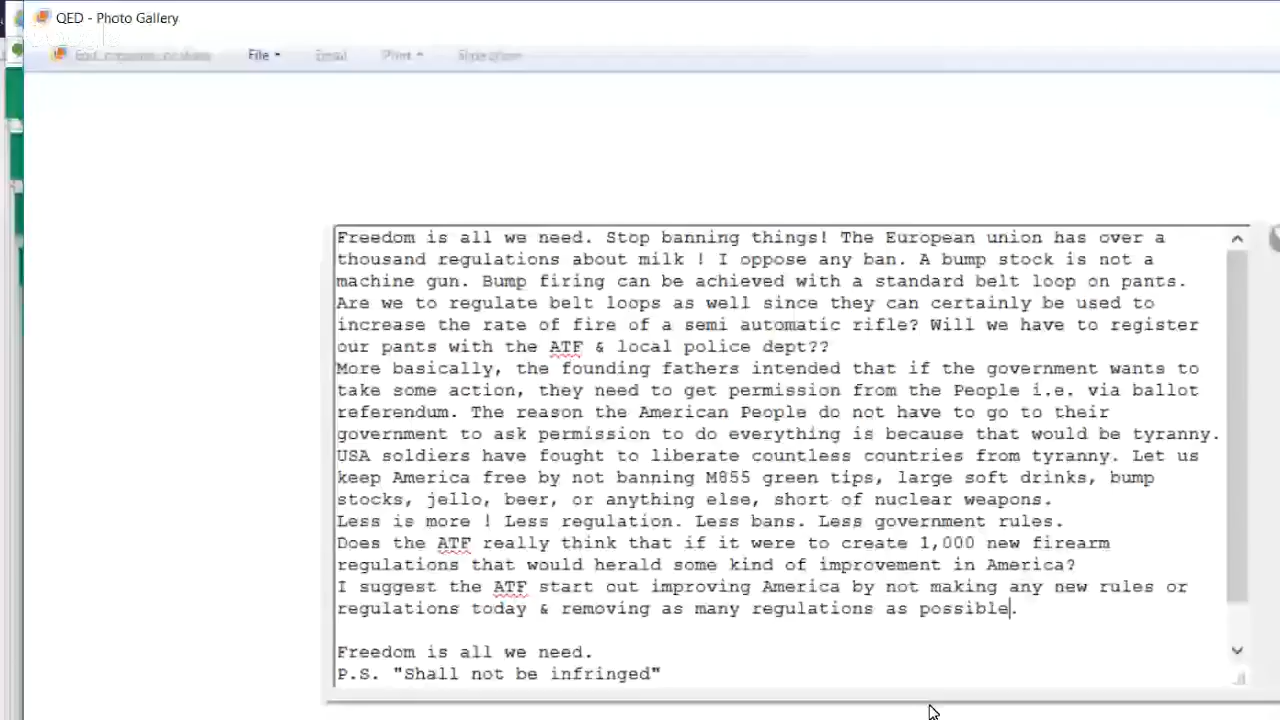 QED - Photo Gallery
File
Email
Print
Slide show
Freedom is all we need. Stop banning things! The European union has over a
thousand regulations about milk ! I oppose any ban. A bump stock is not a
machine gun. Bump firing can be achieved with a standard belt loop on pants.
Are we to regulate belt loops as well since they can certainly be used to
increase the rate of fire of a semi automatic rifle? Will we have to register
our pants with the ATF & local police dept??
More basically, the founding fathers intended that if the government wants to
take some action, they need to get permission from the People i.e. via ballot
referendum. The reason the American People do not have to go to their
government to ask permission to do everything is because that would be tyranny.
USA soldiers have fought to liberate countless countries from tyranny. Let us
keep America free by not banning M855 green tips, large soft drinks, bump
stocks, jello, beer, or anything else, short of nuclear weapons.
Less is more ! Less regulation. Less bans. Less government rules.
Does the ATF really think that if it were to create 1,000 new firearm
regulations that would herald some kind of improvement in America?
I suggest the ATF start out improving America by not making any new rules or
regulations today & removing as many regulations as possible.
Freedom is all we need.
P.S. "Shall not be infringed"